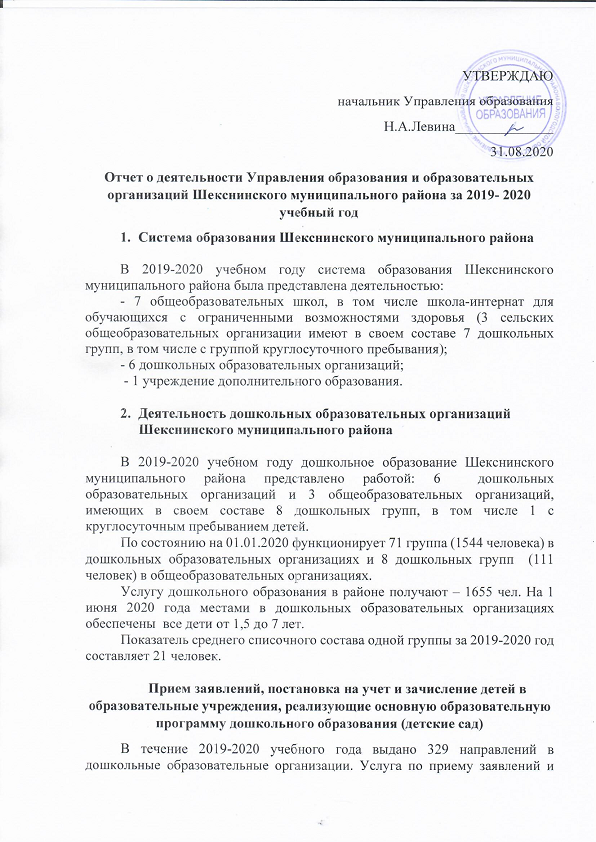 УТВЕРЖДАЮ
начальник Управления образования
Н.А.Левина
31.08.2020
Отчет о деятельности Управления образования и образовательных
организаций Шекснинского муниципального района за 2019- 2020
учебный год
1. Система образования Шекснинского муниципального района
В 2019-2020 учебном году система образования Шекснинского
муниципального района была представлена деятельностью:
- 7 общеобразовательных школ, в том числе школа-интернат для
обучающихся с ограниченными возможностями здоровья (3 сельских
общеобразовательных организации имеют в своем составе 7 дошкольных
групп, в том числе с группой круглосуточного пребывания);
- 6 дошкольных образовательных организаций;
- 1 учреждение дополнительного образования.
2. Деятельность дошкольных образовательных организаций
Шекснинского муниципального района
В 2019-2020 учебном году дошкольное образование Шекснинского
муниципального района представлено работой: 6 дошкольных
образовательных организаций и 3 общеобразовательных организаций,
имеющих в своем составе 8 дошкольных групп, в том числе 1 с
круглосуточным пребыванием детей.
По состоянию на 01.01.2020 функционирует 71 группа (1544 человека) в
дошкольных образовательных организациях и 8 дошкольных групп (111
человек) в общеобразовательных организациях.
Услугу дошкольного образования в районе получают – 1655 чел. На 1
июня 2020 года местами в дошкольных образовательных организациях
обеспечены все дети от 1,5 до 7 лет.
Показатель среднего списочного состава одной группы за 2019-2020 год
составляет 21 человек.
Прием заявлений, постановка на учет и зачисление детей в
образовательные учреждения, реализующие основную образовательную
программу дошкольного образования (детские сад)
В течение 2019-2020 учебного года выдано 329 направлений в
дошкольные образовательные организации. Услуга по приему заявлений и
УПРАВЛЕНИЕ
ОБРАЗОВАНИЯ